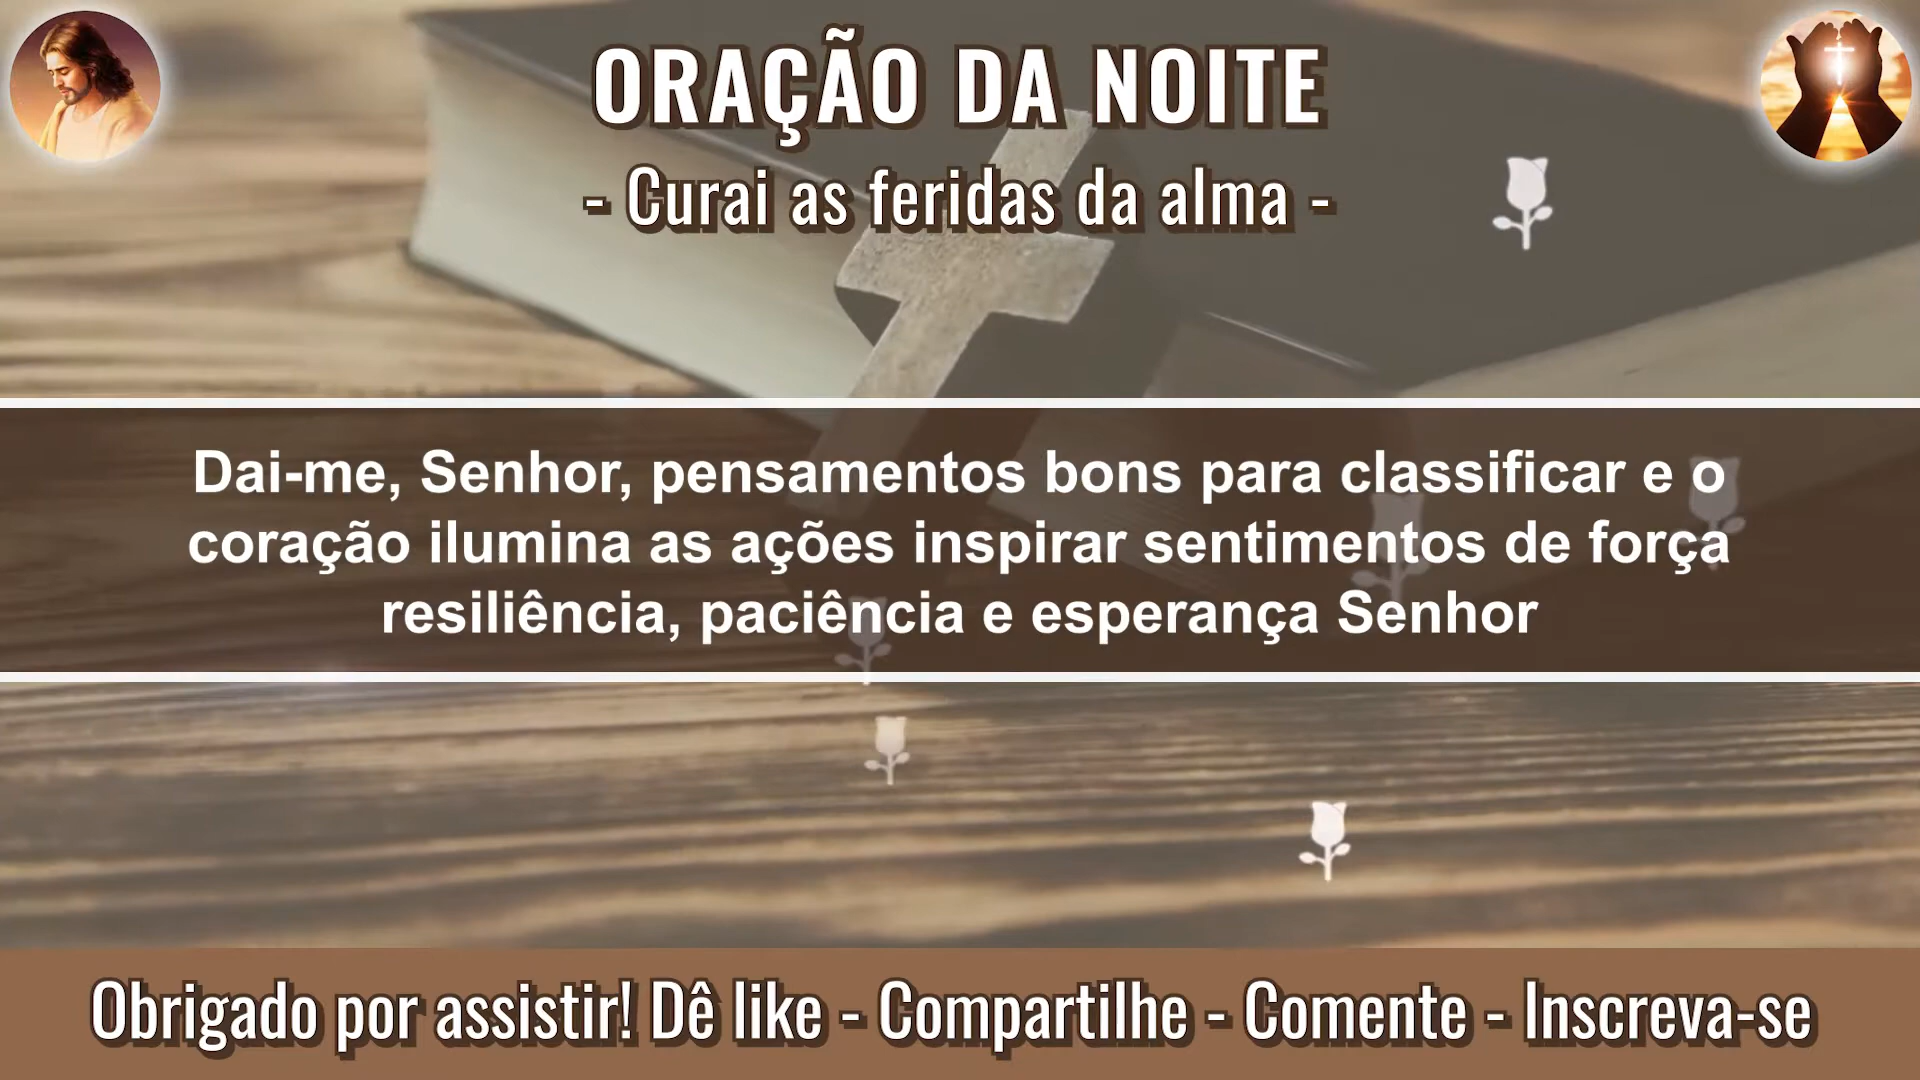 ORAÇÃO DA NOITE
- Curai as feridas da alma -
Dai-me, Senhor, pensamentos bons para classificar e o
coração ilumina as ações inspirar sentimentos de força
resiliência, paciência e esperança Senhor
Obrigado por assistir! Dê like - Compartilhe - Comente - Inscreva-se